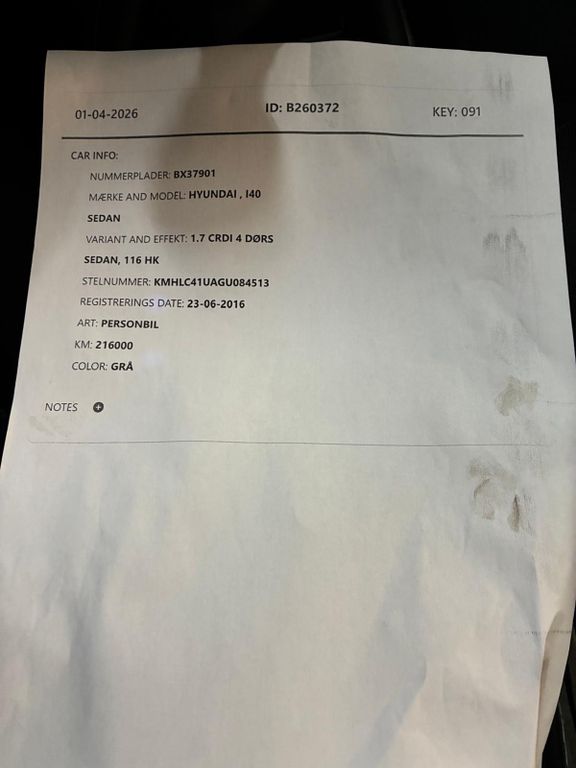 01-04-2026 ID: B260372 KEY: 091
CAR INFO:
NUMMERPLADER: BX37901
MÆRKE AND MODEL: HYUNDAI , I40
SEDAN
VARIANT AND EFFEKT: 1.7 CRDI 4 DØRS
SEDAN, 116 HK
STELNUMMER: KMHLC41UAGU084513
REGISTRERINGS DATE: 23-06-2016
ART: PERSONBIL
KM: 216000
COLOR: GRÅ
NOTES